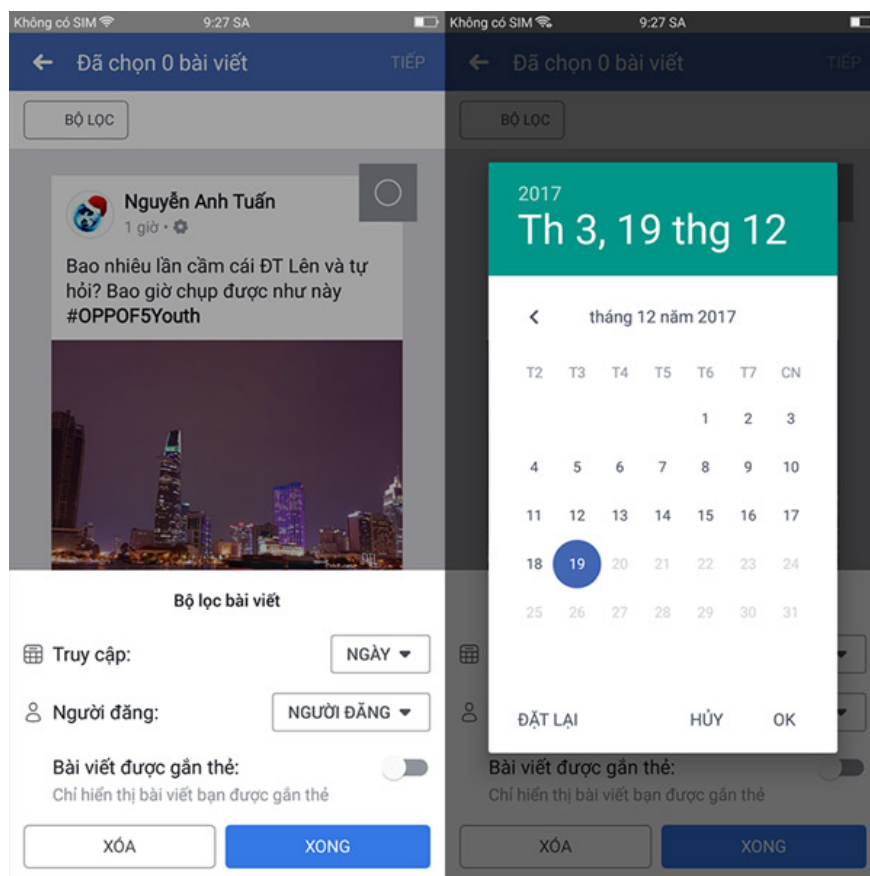 Không có SIM
9:27 SA
Đã chọn 0 bài viết
TIẾP
BỘ LỌC
Nguyễn Anh Tuấn
1 giờ
Bao nhiêu lần cầm cái ĐT Lên và tự
hỏi? Bao giờ chụp được như này
#OPPOF5Youth
Bộ lọc bài viết
Truy cập:
NGÀY
Người đăng:
NGƯỜI ĐĂNG
Bài viết được gắn thẻ:
Chỉ hiển thị bài viết bạn được gắn thẻ
XÓA
XONG
Không có SIM
9:27 SA
Đã chọn 0 bài viết
TIẾP
BỘ LỌC
2017
Th 3, 19 thg 12
tháng 12 năm 2017
T2 T3 T4 T5 T6 T7 CN
1 2 3
4 5 6 7 8 9 10
11 12 13 14 15 16 17
18 19 20 21 22 23 24
25 26 27 28 29 30 31
ĐẶT LẠI
HỦY
OK
Bài viết được gắn thẻ:
Chỉ hiển thị bài viết bạn được gắn thẻ
XÓA
XONG